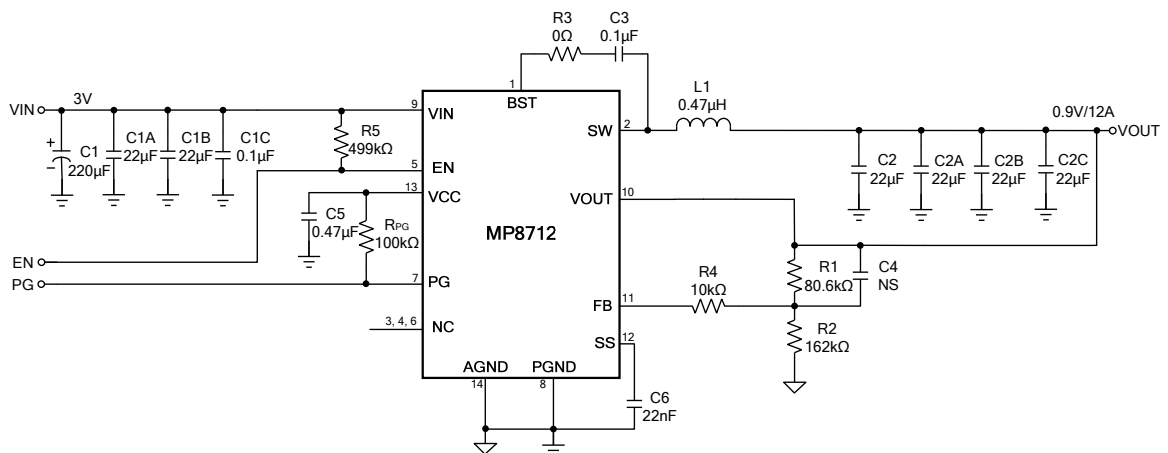 R3
0Ω
C3
0.1µF
1
BST
VIN
3V
9
VIN
L1
0.47µH
0.9V/12A
VOUT
SW
2
+
−
C1
220µF
C1A
22µF
C1B
22µF
C1C
0.1µF
R5
499kΩ
5
EN
13
VCC
C2
22µF
C2A
22µF
C2B
22µF
C2C
22µF
VOUT
10
C5
0.47µF
RPG
100kΩ
MP8712
EN
PG
7
PG
R4
10kΩ
R1
80.6kΩ
C4
NS
FB
11
3, 4, 6
NC
SS
12
R2
162kΩ
AGND
14
PGND
8
C6
22nF